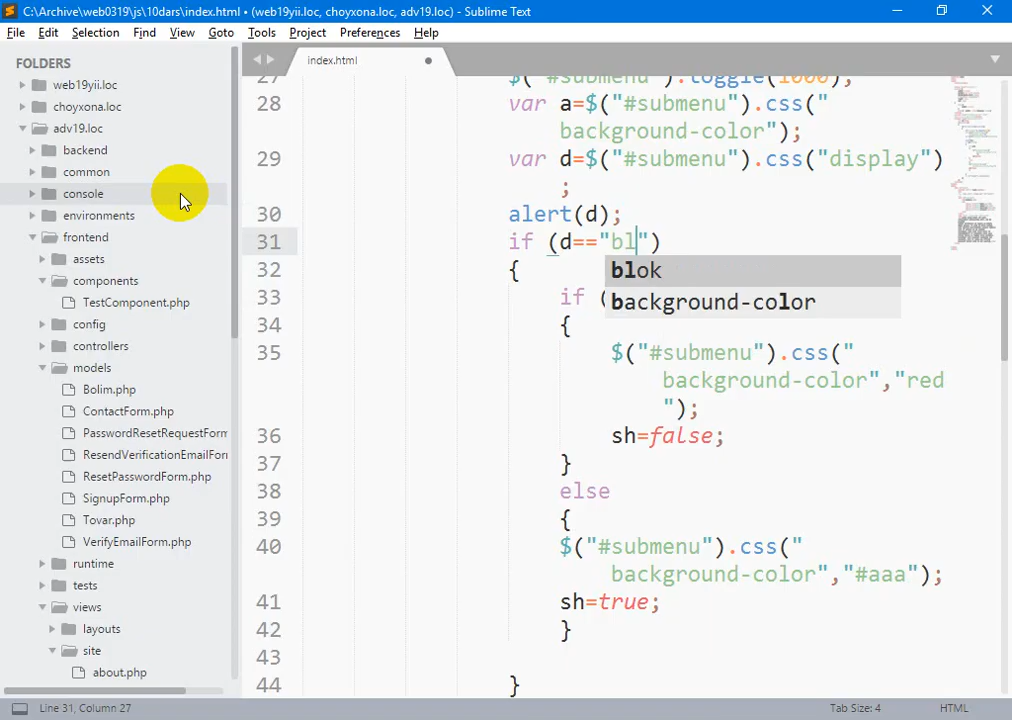 C:\Archive\web0319\js\10dars\index.html • (web19yii.loc, choyxona.loc, adv19.loc) - Sublime Text
File Edit Selection Find View Goto Tools Project Preferences Help
FOLDERS
web19yii.loc
choyxona.loc
adv19.loc
backend
common
console
environments
frontend
assets
components
TestComponent.php
config
controllers
models
Bolim.php
ContactForm.php
PasswordResetRequestForm
ResendVerificationEmailFor
ResetPasswordForm.php
SignupForm.php
Tovar.php
VerifyEmailForm.php
runtime
tests
views
layouts
site
about.php
index.html
27 $("#submenu").toggle(1000);
28 var a=$("#submenu").css("
background-color");
29 var d=$("#submenu").css("display")
;
30 alert(d);
31 if (d=="bl")
32 {
blok
background-color
33 if (
34 {
35 $("#submenu").css("
background-color","red
");
36 sh=false;
37 }
38 else
39 {
40 $("#submenu").css("
background-color","#aaa");
41 sh=true;
42 }
43
44 }
Line 31, Column 27 Tab Size: 4 HTML